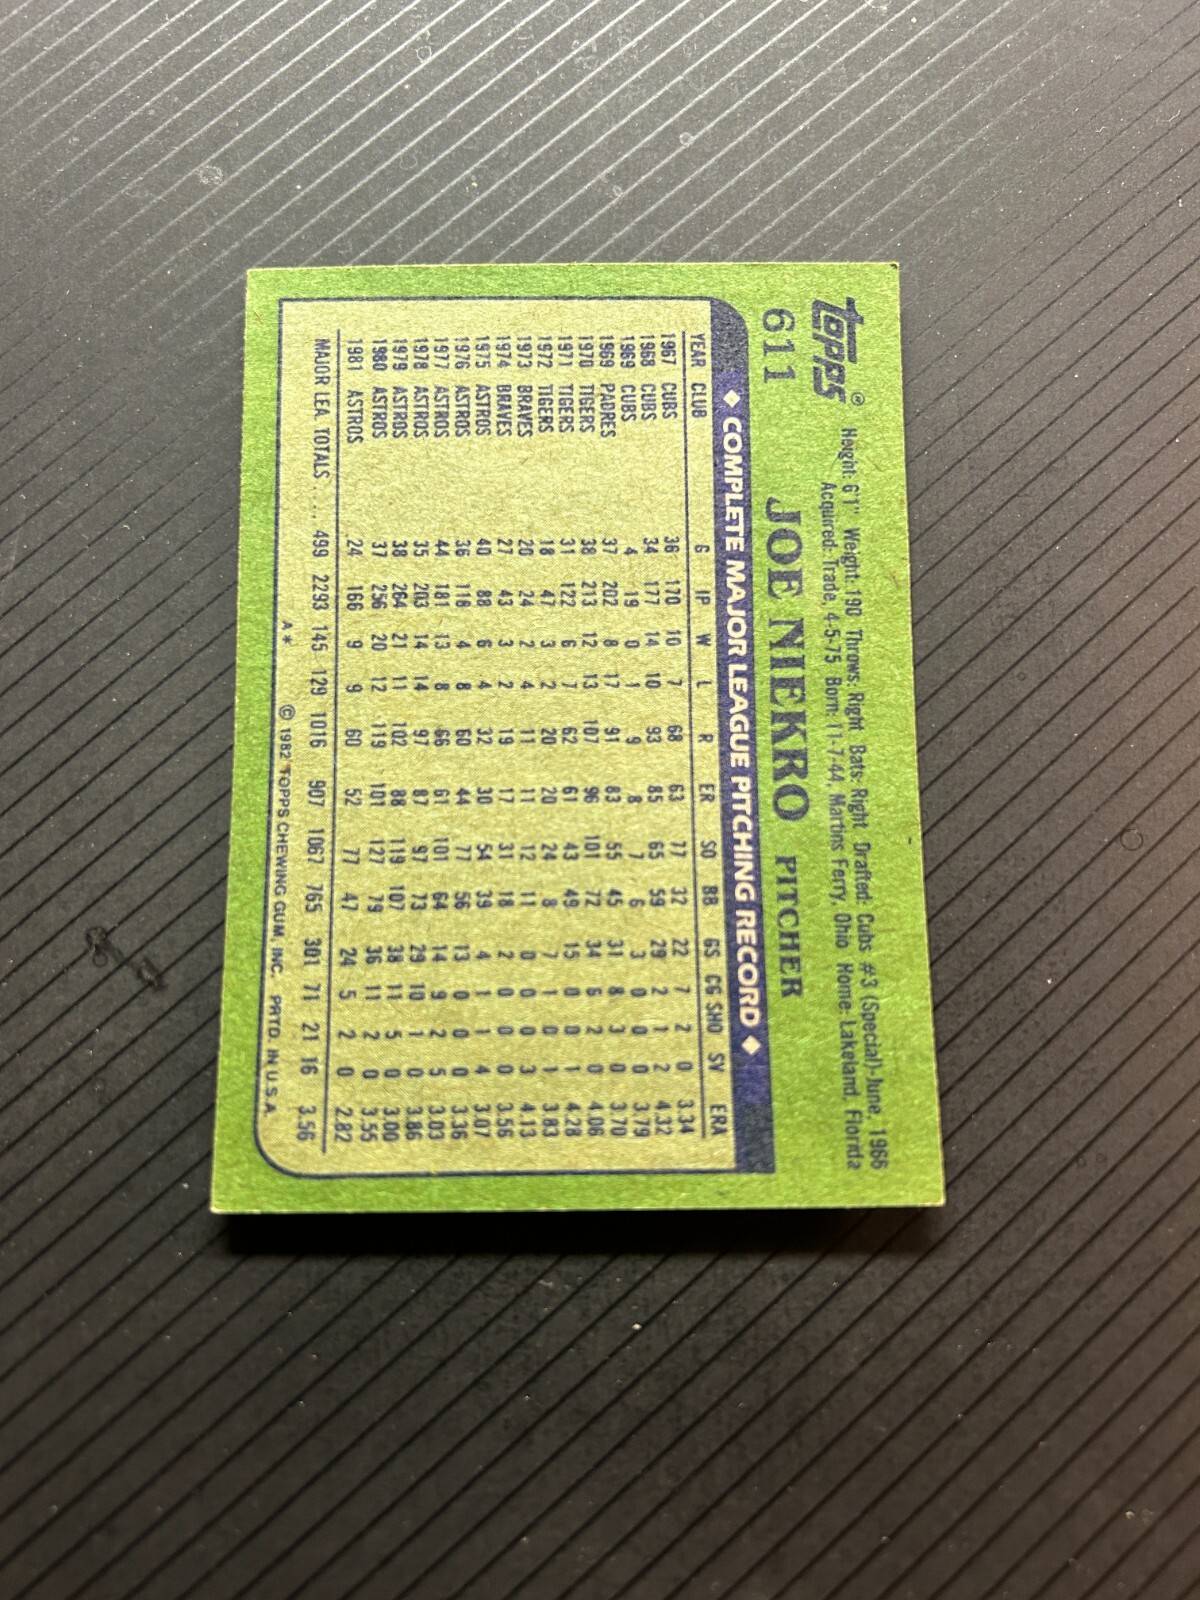 Topps®
Height: 6'1" Weight: 190 Throws: Right Bats: Right Drafted: Cubs #3 (Special)-June, 1966
Acquired: Trade, 4-5-75 Born: 11-7-44, Martins Ferry, Ohio Home: Lakeland, Florida
611 JOE NIEKRO PITCHER
◆ COMPLETE MAJOR LEAGUE PITCHING RECORD ◆
YEAR CLUB G IP W L R ER SO BB GS CG SHO SV ERA
1967 CUBS 36 170 10 7 68 63 77 32 22 7 2 0 3.34
1968 CUBS 34 177 14 10 93 85 65 59 29 2 1 2 4.32
1969 CUBS 4 19 0 1 9 8 7 6 3 0 0 0 3.79
1969 PADRES 37 202 8 17 91 83 55 45 31 8 3 0 3.70
1970 TIGERS 38 213 12 13 107 96 101 72 34 6 2 0 4.06
1971 TIGERS 31 122 6 7 62 61 43 49 15 0 0 1 4.28
1972 TIGERS 18 47 3 2 20 20 24 8 7 1 0 1 3.83
1973 BRAVES 20 24 2 4 11 11 12 11 0 0 0 3 4.13
1974 BRAVES 27 43 3 2 19 17 31 18 2 0 0 0 3.56
1975 ASTROS 40 88 6 4 32 30 54 39 4 1 1 4 3.07
1976 ASTROS 36 118 4 8 60 44 77 56 13 0 0 0 3.36
1977 ASTROS 44 181 13 8 66 61 101 64 14 9 2 5 3.03
1978 ASTROS 35 203 14 14 97 87 97 73 29 10 1 0 3.86
1979 ASTROS 38 264 21 11 102 88 119 107 38 11 5 0 3.00
1980 ASTROS 37 256 20 12 119 101 127 79 36 11 2 0 3.55
1981 ASTROS 24 166 9 9 60 52 77 47 24 5 2 0 2.82
MAJOR LEA. TOTALS .... 499 2293 145 129 1016 907 1067 765 301 71 21 16 3.56
A* © 1982 TOPPS CHEWING GUM, INC. PRTD. IN U.S.A.